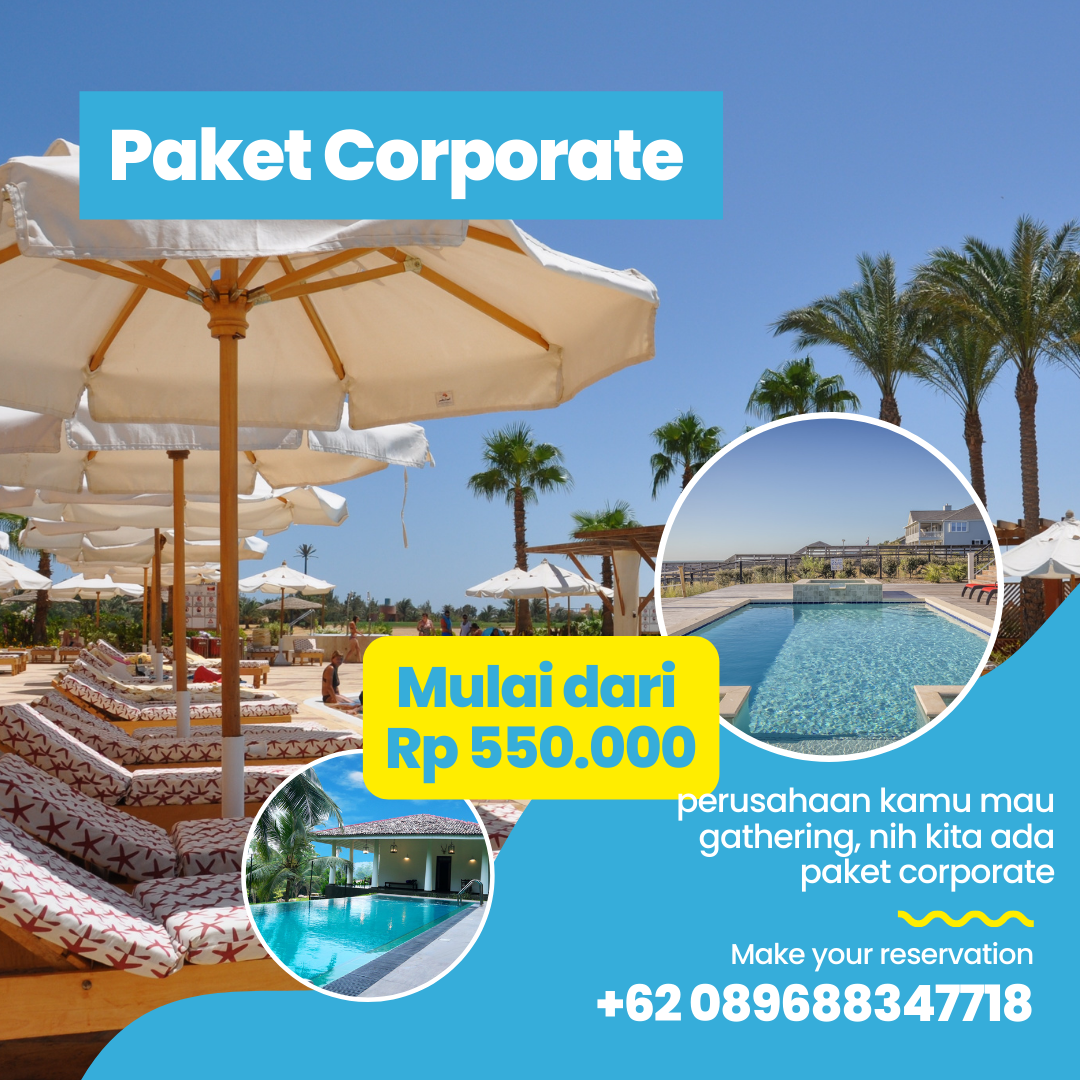 Paket Corporate
Mulai dari
Rp 550.000
perusahaan kamu mau
gathering, nih kita ada
paket corporate
Make your reservation
+62 089688347718